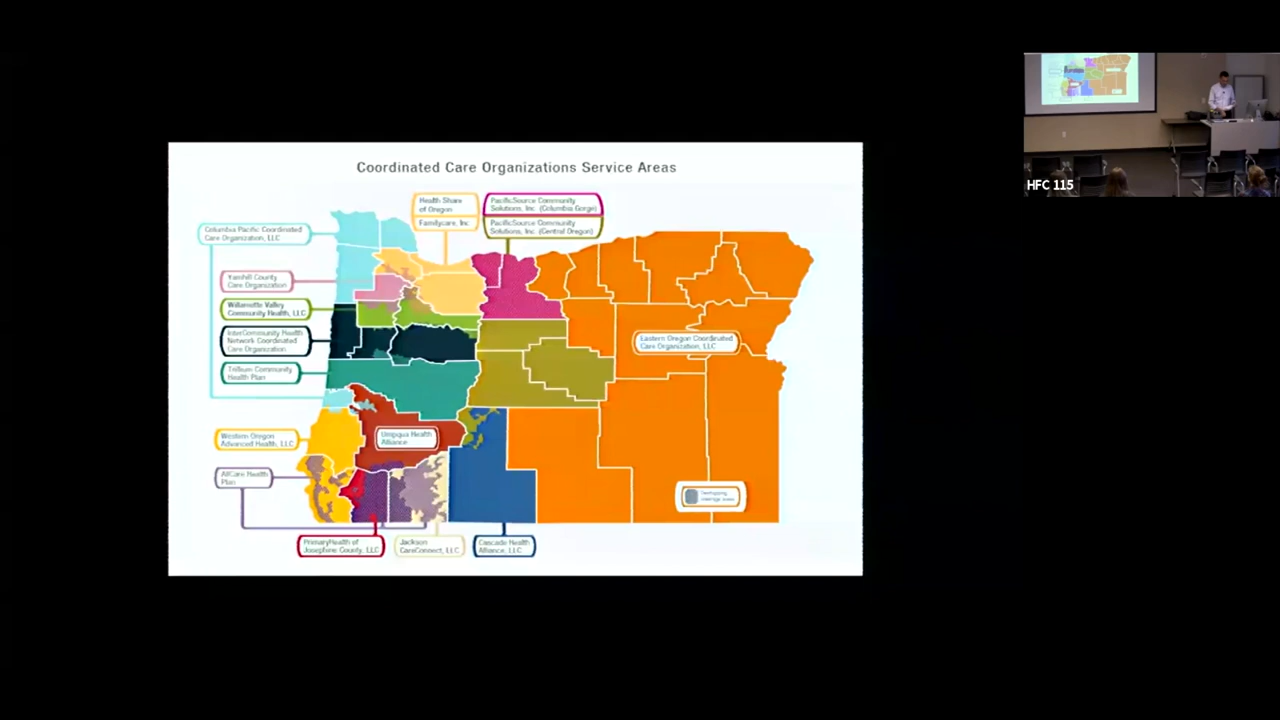 Coordinated Care Organizations Service Areas
Health Share
of Oregon
Familycare, Inc
PacificSource Community
Solutions, Inc. (Columbia Gorge)
PacificSource Community
Solutions, Inc. (Central Oregon)
Columbia Pacific Coordinated
Care Organization, LLC
Yamhill County
Care Organization
Willamette Valley
Community Health, LLC
InterCommunity Health
Network Coordinated
Care Organization
Trillium Community
Health Plan
Eastern Oregon Coordinated
Care Organization, LLC
Western Oregon
Advanced Health, LLC
Umpqua Health
Alliance
AllCare Health
Plan
PrimaryHealth of
Josephine County, LLC
Jackson
CareConnect, LLC
Cascade Health
Alliance, LLC
HFC 115